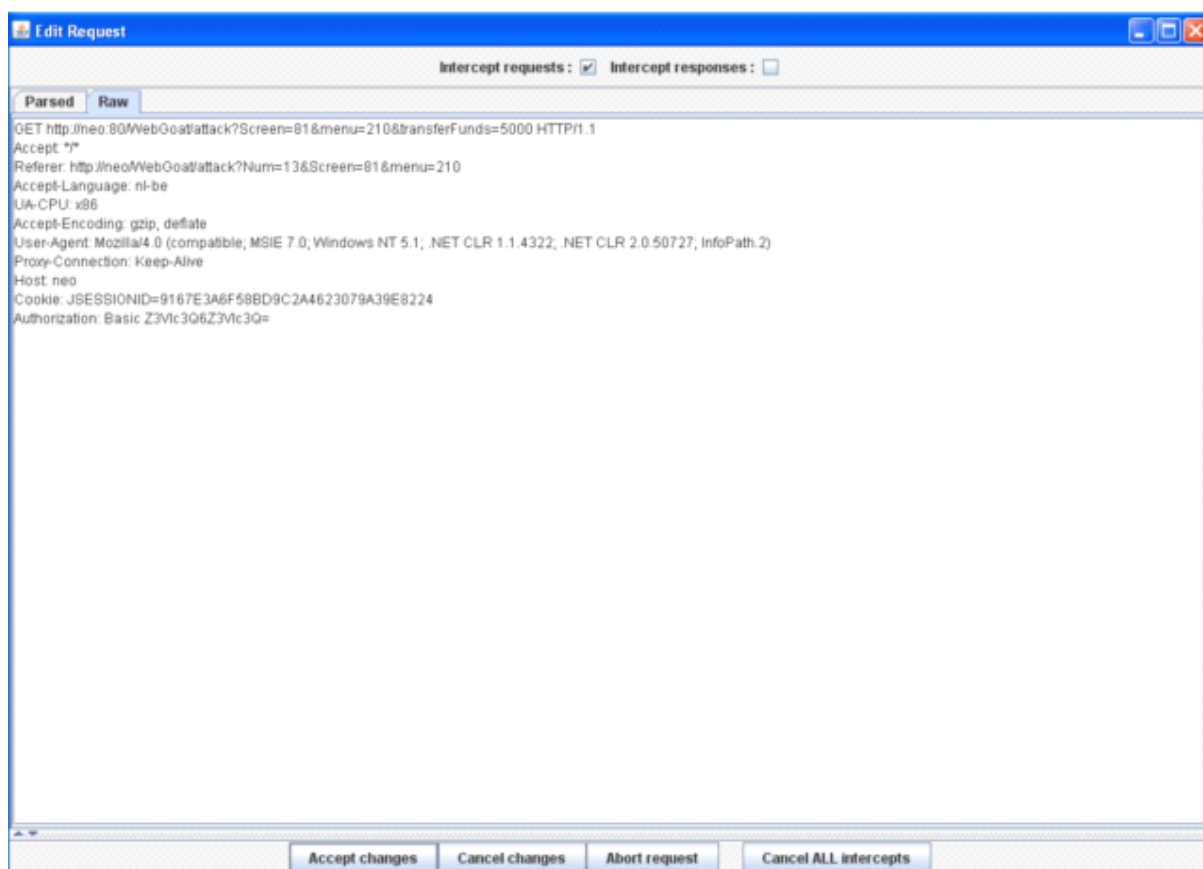 Edit Request
Intercept requests : Intercept responses :
Parsed Raw
GET http://neo:80/WebGoat/attack?Screen=81&menu=210&transferFunds=5000 HTTP/1.1
Accept: */*
Referer: http://neo/WebGoat/attack?Num=13&Screen=81&menu=210
Accept-Language: nl-be
UA-CPU: x86
Accept-Encoding: gzip, deflate
User-Agent: Mozilla/4.0 (compatible; MSIE 7.0; Windows NT 5.1; .NET CLR 1.1.4322; .NET CLR 2.0.50727; InfoPath.2)
Proxy-Connection: Keep-Alive
Host: neo
Cookie: JSESSIONID=9167E3A6F58BD9C2A4623079A39E8224
Authorization: Basic Z3Vlc3Q6Z3Vlc3Q=
Accept changes Cancel changes Abort request Cancel ALL intercepts